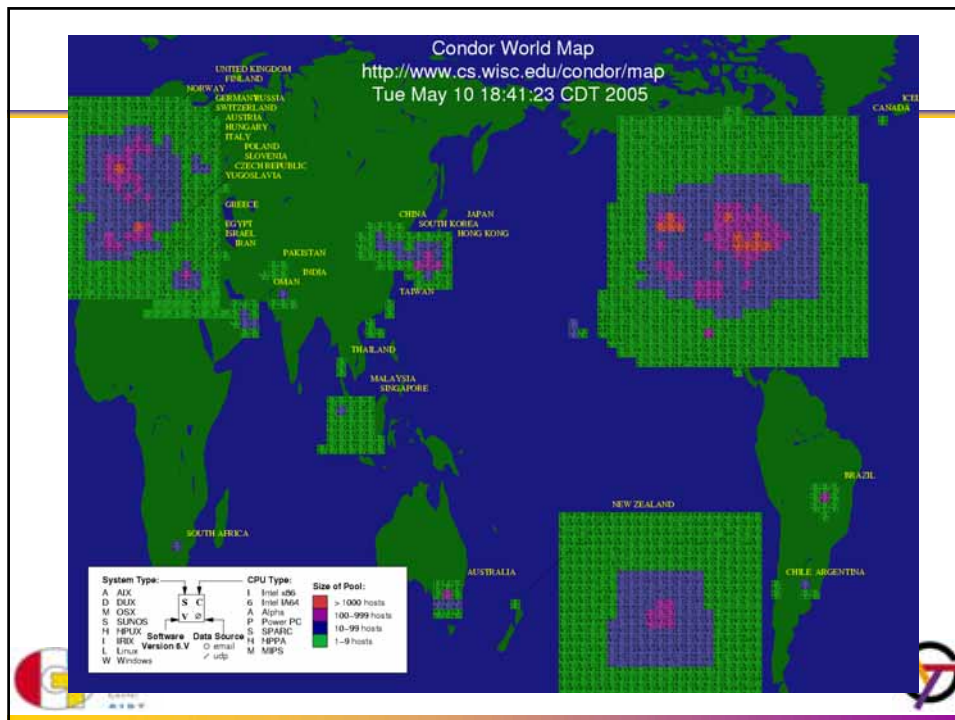 Condor World Map
http://www.cs.wisc.edu/condor/map
Tue May 10 18:41:23 CDT 2005
UNITED KINGDOM
FINLAND
NORWAY
GERMANY RUSSIA
SWITZERLAND
AUSTRIA
HUNGARY
ITALY
POLAND
SLOVENIA
CZECH REPUBLIC
YUGOSLAVIA
GREECE
EGYPT
ISRAEL
IRAN
PAKISTAN
INDIA
OMAN
CHINA
JAPAN
SOUTH KOREA
HONG KONG
TAIWAN
THAILAND
MALAYSIA
SINGAPORE
CANADA
BRAZIL
NEW ZEALAND
SOUTH AFRICA
AUSTRALIA
CHILE ARGENTINA
System Type:
A AIX
D DUX
M OSX
S SUNOS
H HPUX
I IRIX
L Linux
W Windows
S C
V
Software
Version 6.V
Data Source
email
udp
CPU Type:
I Intel x86
6 Intel IA64
A Alpha
P Power PC
S SPARC
H HPPA
M MIPS
Size of Pool:
> 1000 hosts
100-999 hosts
10-99 hosts
1-9 hosts